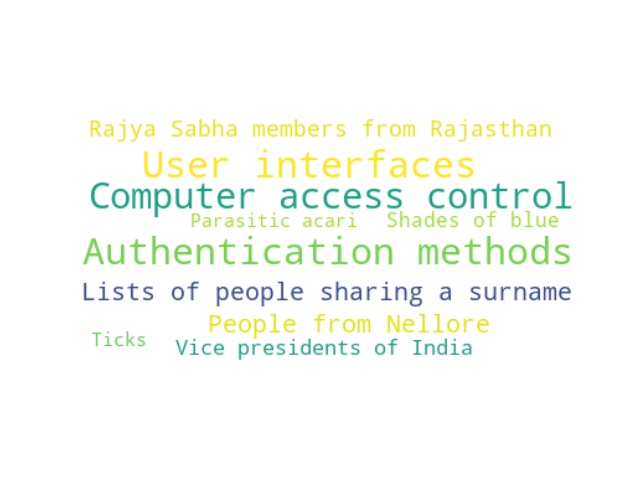 Rajya Sabha members from Rajasthan
User interfaces
Computer access control
Parasitic acari Shades of blue
Authentication methods
Lists of people sharing a surname
People from Nellore
Ticks
Vice presidents of India